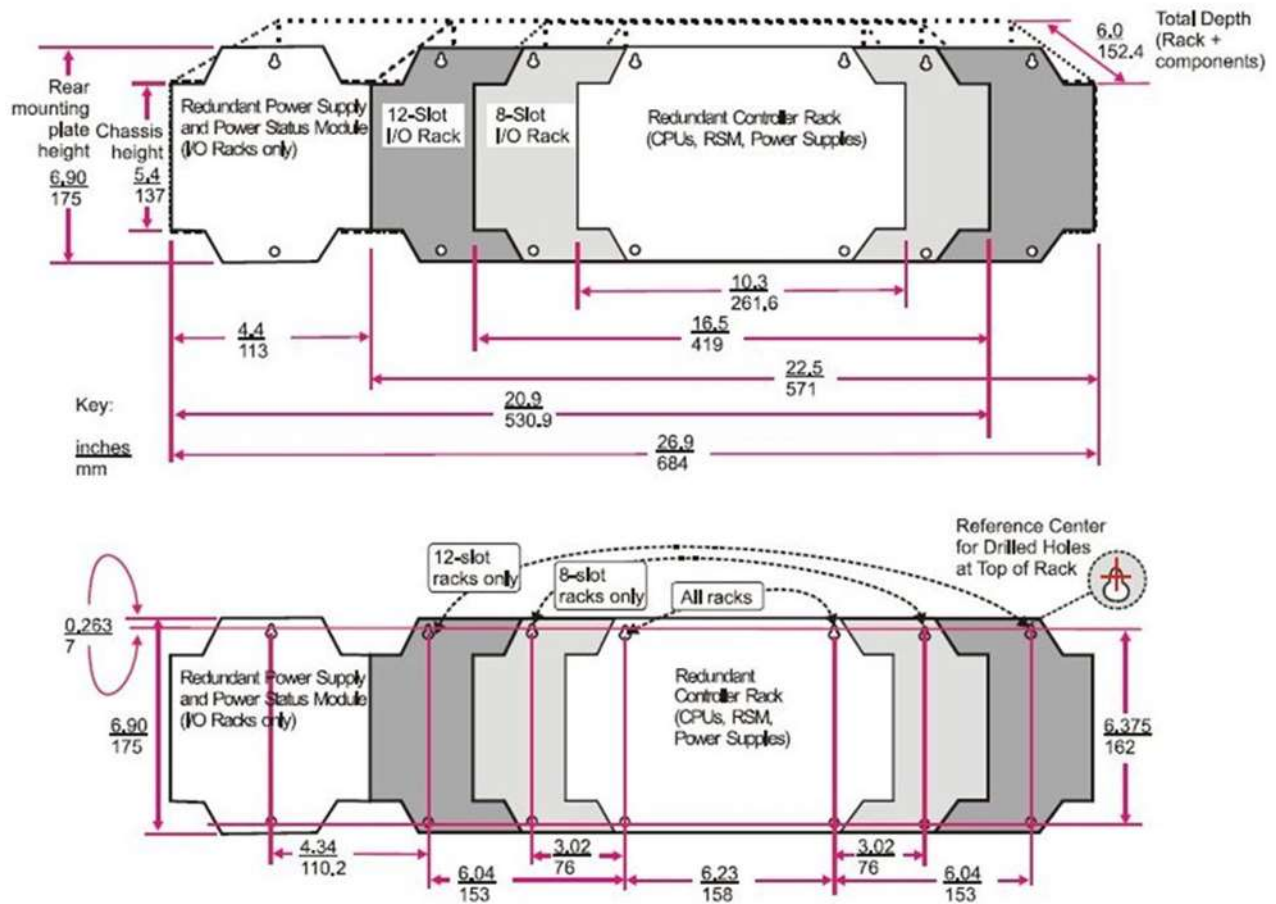 6.0
152.4
Total Depth
(Rack +
components)
Rear
mounting
plate
height
6.90
175
Chassis
height
5.4
137
Redundant Power Supply
and Power Status Module
(I/O Racks only)
12-Slot
I/O Rack
8-Slot
I/O Rack
Redundant Controller Rack
(CPUs, RSM, Power Supplies)
10.3
261.6
4.4
113
16.5
419
22.5
571
Key:
inches
mm
20.9
530.9
26.9
684
Reference Center
for Drilled Holes
at Top of Rack
12-slot
racks only
8-slot
racks only
All racks
0.263
7
Redundant Power Supply
and Power Status Module
(I/O Racks only)
Redundant
Controller Rack
(CPUs, RSM,
Power Supplies)
6.90
175
6.375
162
4.34
110.2
3.02
76
3.02
76
6.04
153
6.23
158
6.04
153